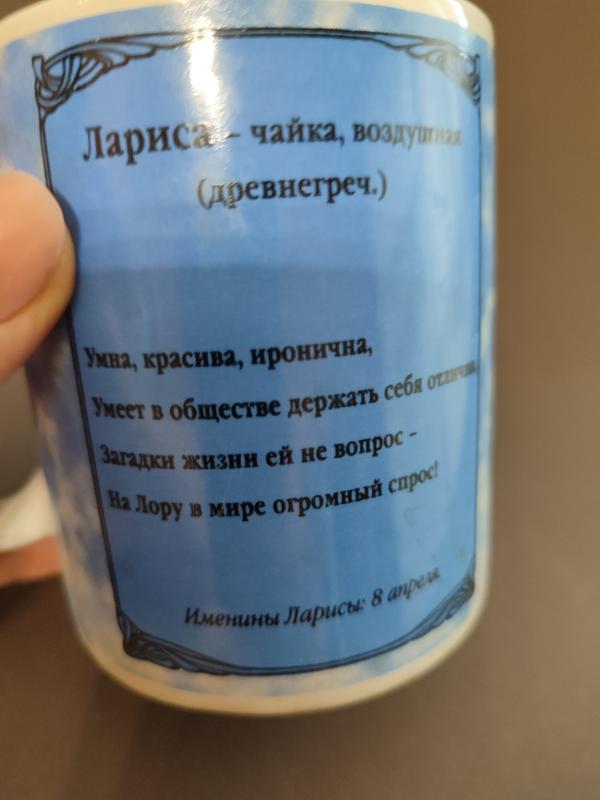 Лариса – чайка, воздушная
(древнегреч.)
Умна, красива, иронична,
Умеет в обществе держать себя отлично,
Загадки жизни ей не вопрос –
На Лору в мире огромный спрос!
Именины Ларисы: 8 апреля.